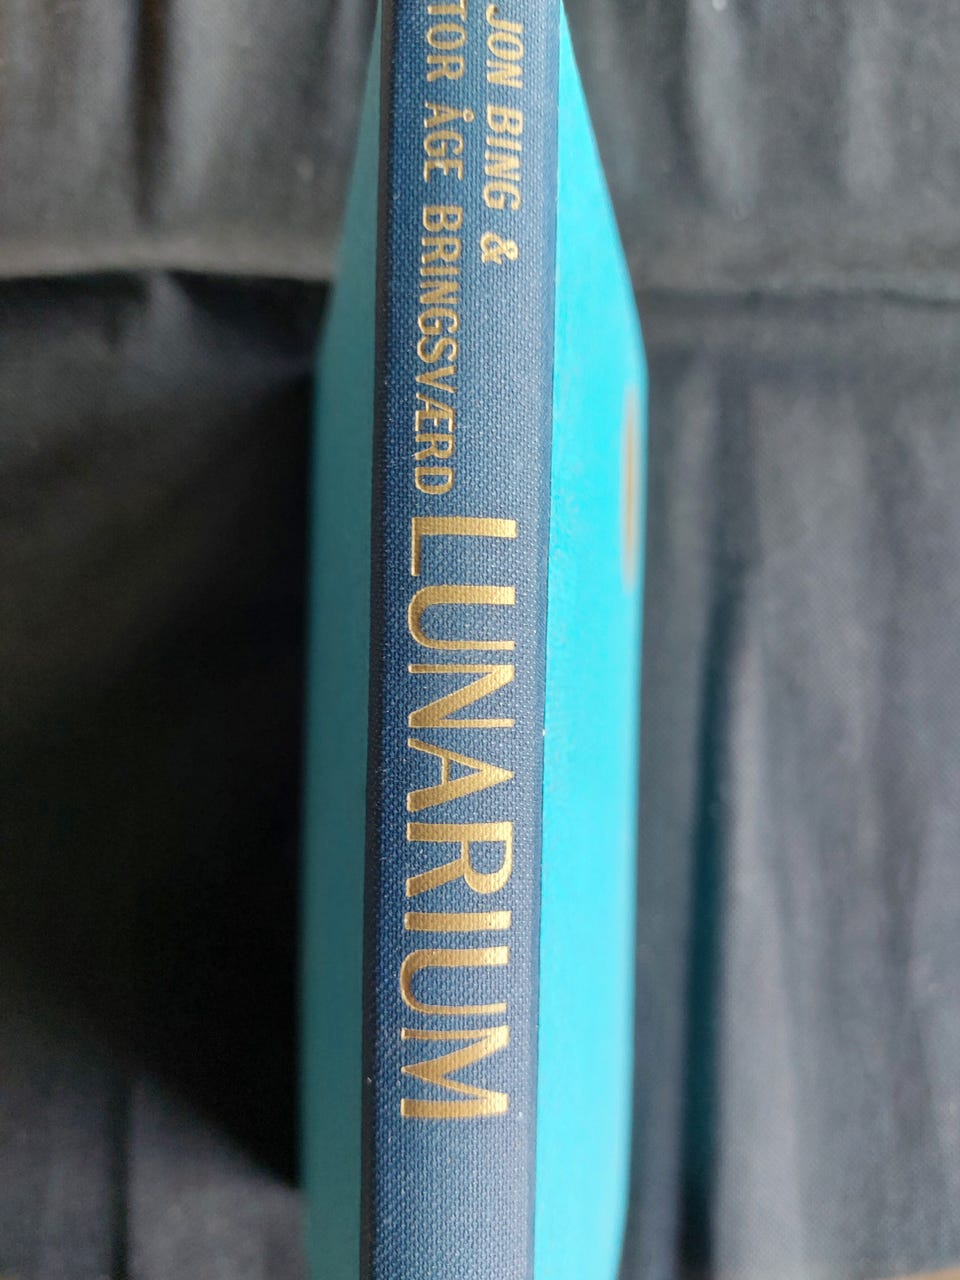 JON BING &
TOR ÅGE BRINGSVÆRD
LUNARIUM